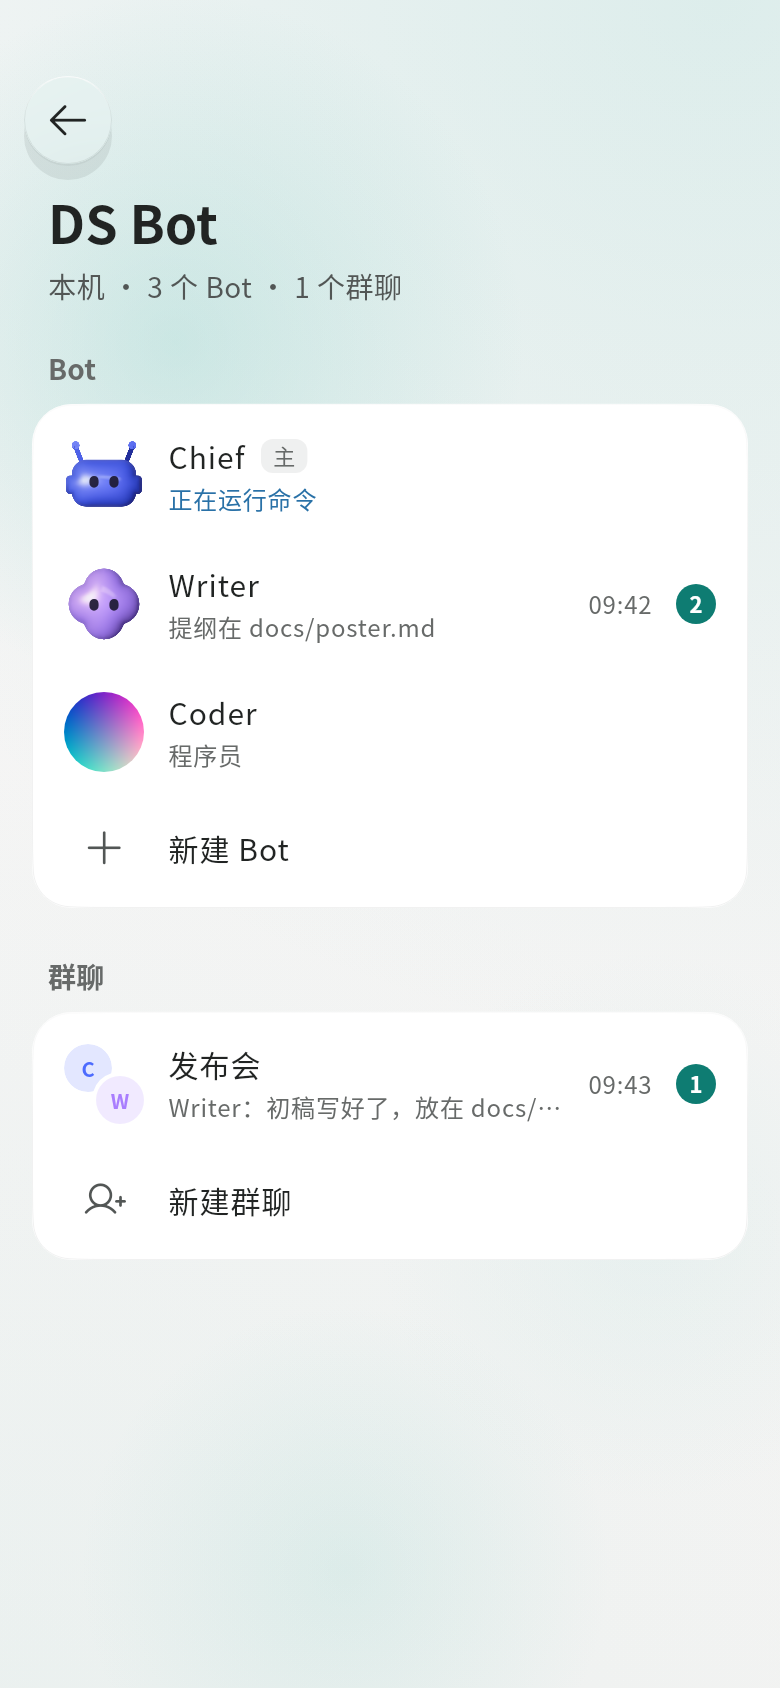 DS Bot
本机 · 3 个 Bot · 1 个群聊
Bot
Chief 主
正在运行命令
Writer
提纲在 docs/poster.md
09:42 2
Coder
程序员
新建 Bot
群聊
C
W
发布会
Writer：初稿写好了，放在 docs/…
09:43 1
新建群聊